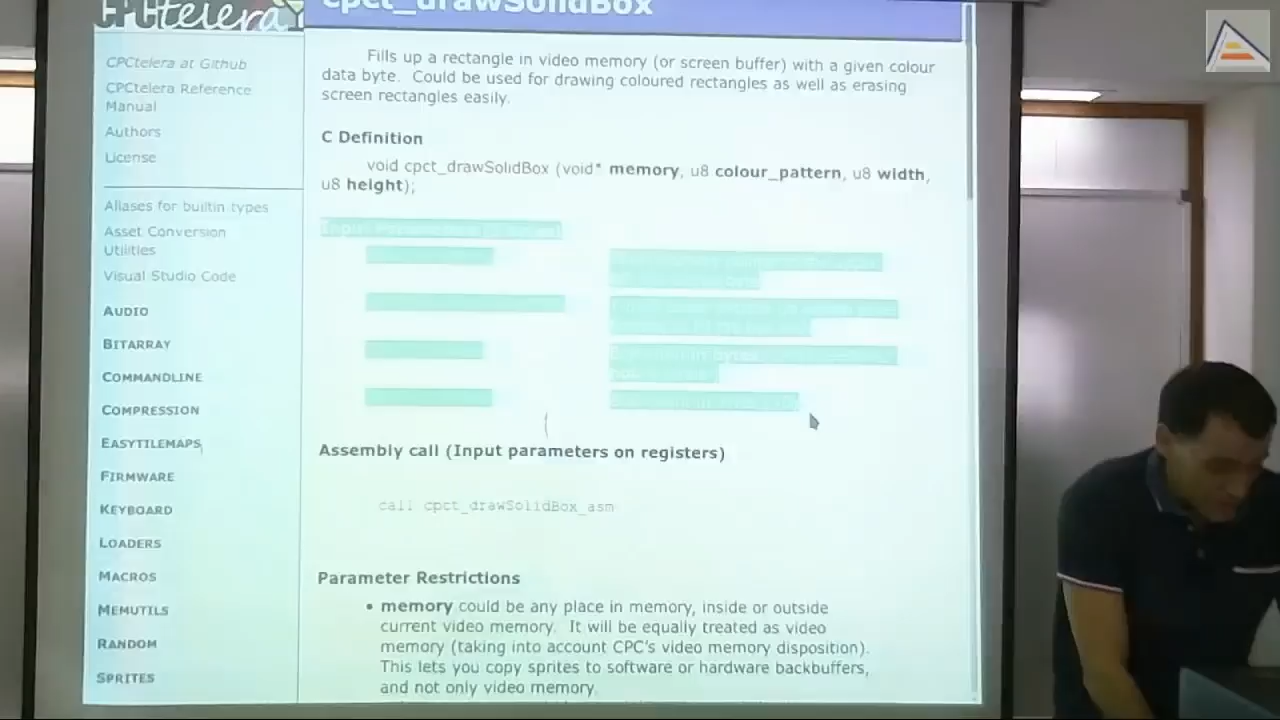 CPCtelera
cpct_drawSolidBox
CPCtelera at Github
CPCtelera Reference
Manual
Authors
License
Aliases for builtin types
Asset Conversion
Utilities
Visual Studio Code
AUDIO
BITARRAY
COMMANDLINE
COMPRESSION
EASYTILEMAPS
FIRMWARE
KEYBOARD
LOADERS
MACROS
MEMUTILS
RANDOM
SPRITES
Fills up a rectangle in video memory (or screen buffer) with a given colour
data byte. Could be used for drawing coloured rectangles as well as erasing
screen rectangles easily.
C Definition
void cpct_drawSolidBox (void* memory, u8 colour_pattern, u8 width,
u8 height);
Assembly call (Input parameters on registers)
call cpct_drawSolidBox_asm
Parameter Restrictions
• memory could be any place in memory, inside or outside
current video memory. It will be equally treated as video
memory (taking into account CPC's video memory disposition).
This lets you copy sprites to software or hardware backbuffers,
and not only video memory.